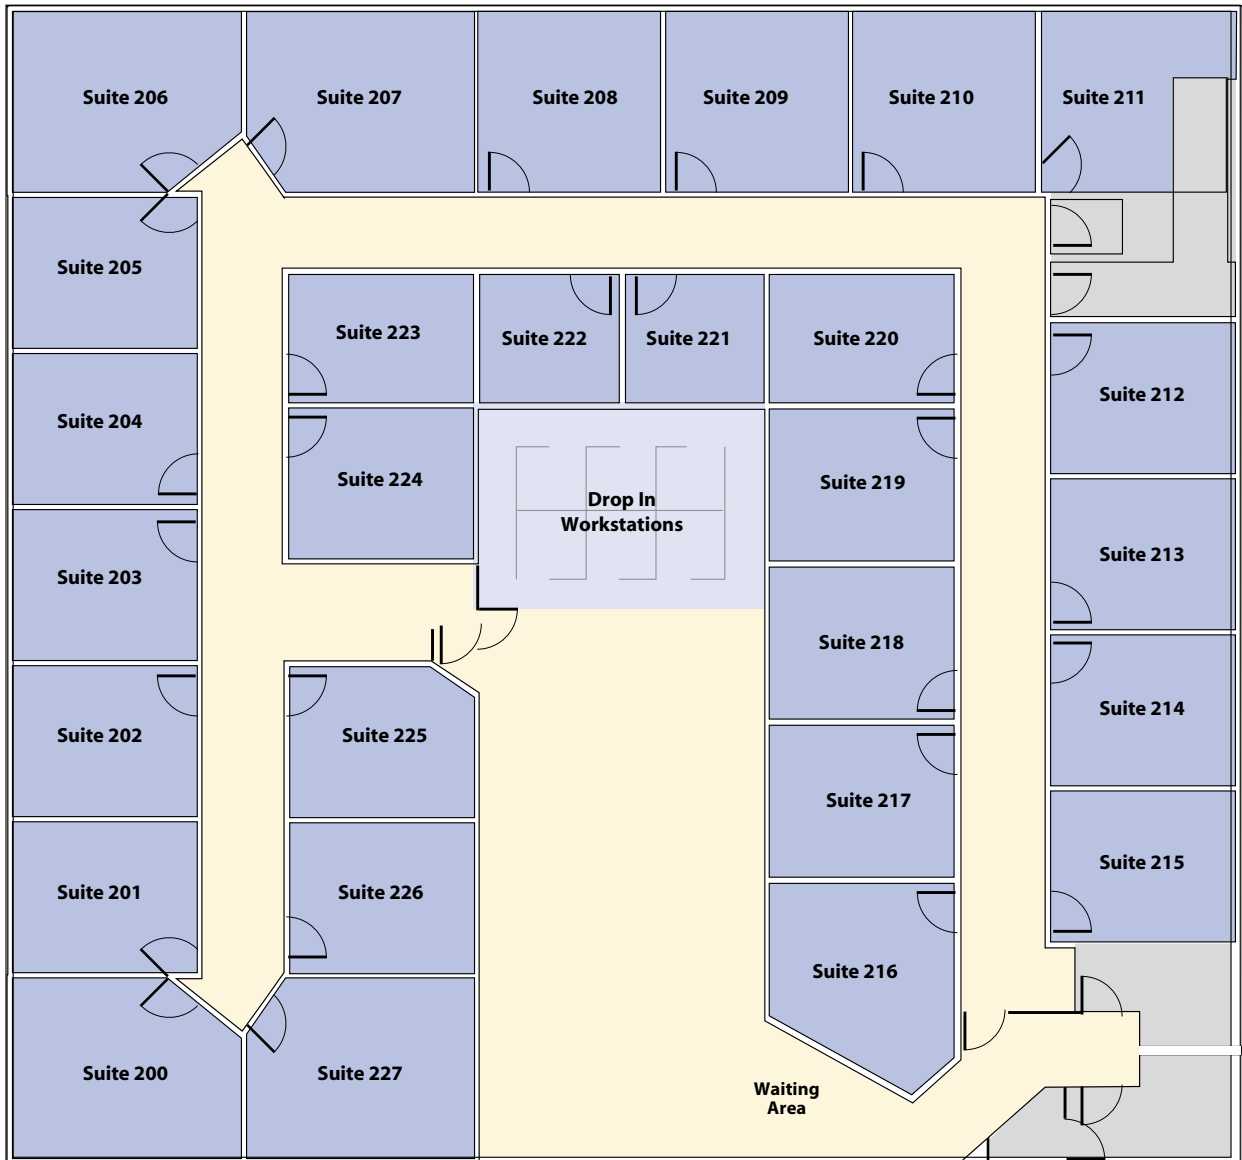 Suite 206
Suite 207
Suite 208
Suite 209
Suite 210
Suite 211
Suite 205
Suite 223
Suite 222
Suite 221
Suite 220
Suite 212
Suite 204
Suite 224
Drop In
Workstations
Suite 219
Suite 213
Suite 203
Suite 218
Suite 214
Suite 202
Suite 225
Suite 217
Suite 215
Suite 201
Suite 226
Suite 216
Suite 200
Suite 227
Waiting
Area